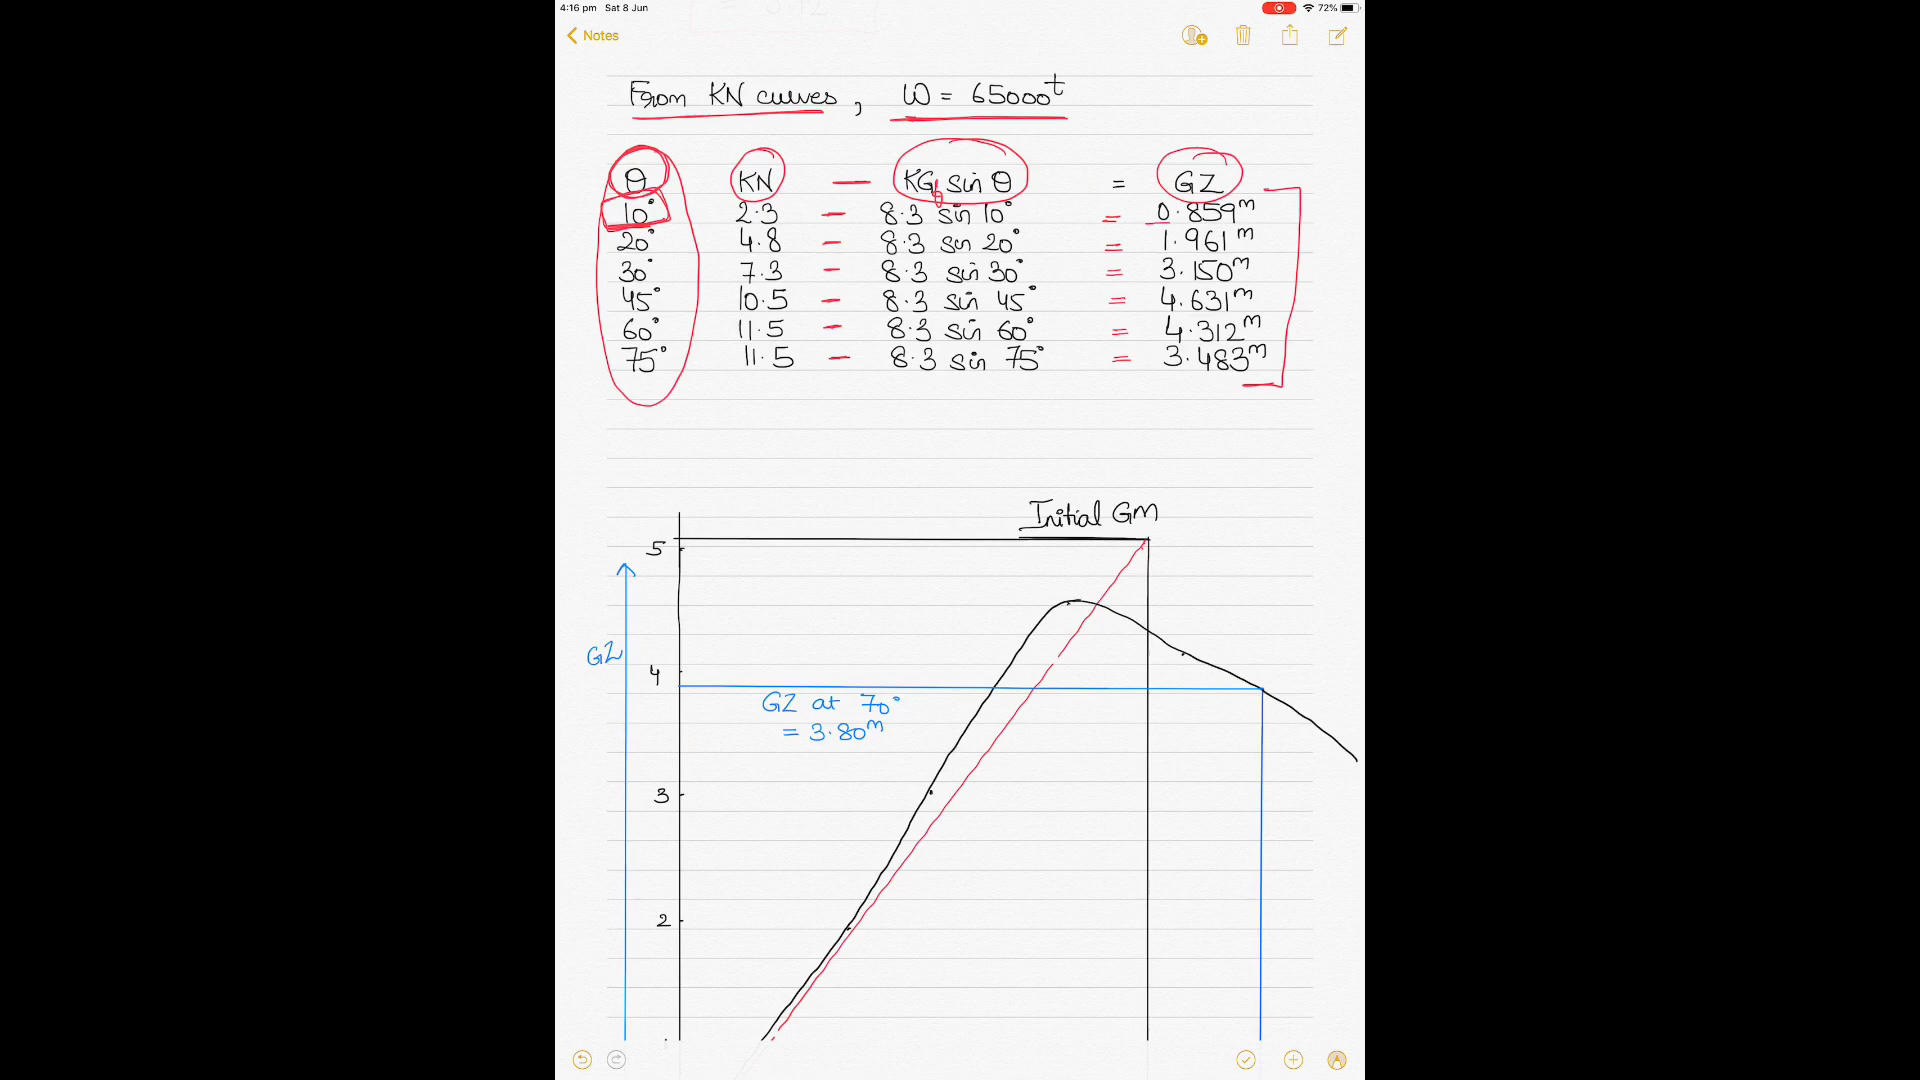 4:16 pm Sat 8 Jun 72%
Notes
From KN curves, W = 65000t
θ KN — KGf sin θ = GZ
10° 2.3 – 8.3 sin 10° = 0.859m
20° 4.8 – 8.3 sin 20° = 1.961m
30° 7.3 – 8.3 sin 30° = 3.150m
45° 10.5 – 8.3 sin 45° = 4.631m
60° 11.5 – 8.3 sin 60° = 4.312m
75° 11.5 – 8.3 sin 75° = 3.483m
Initial GM
5
GZ
4
GZ at 70°
= 3.80m
3
2